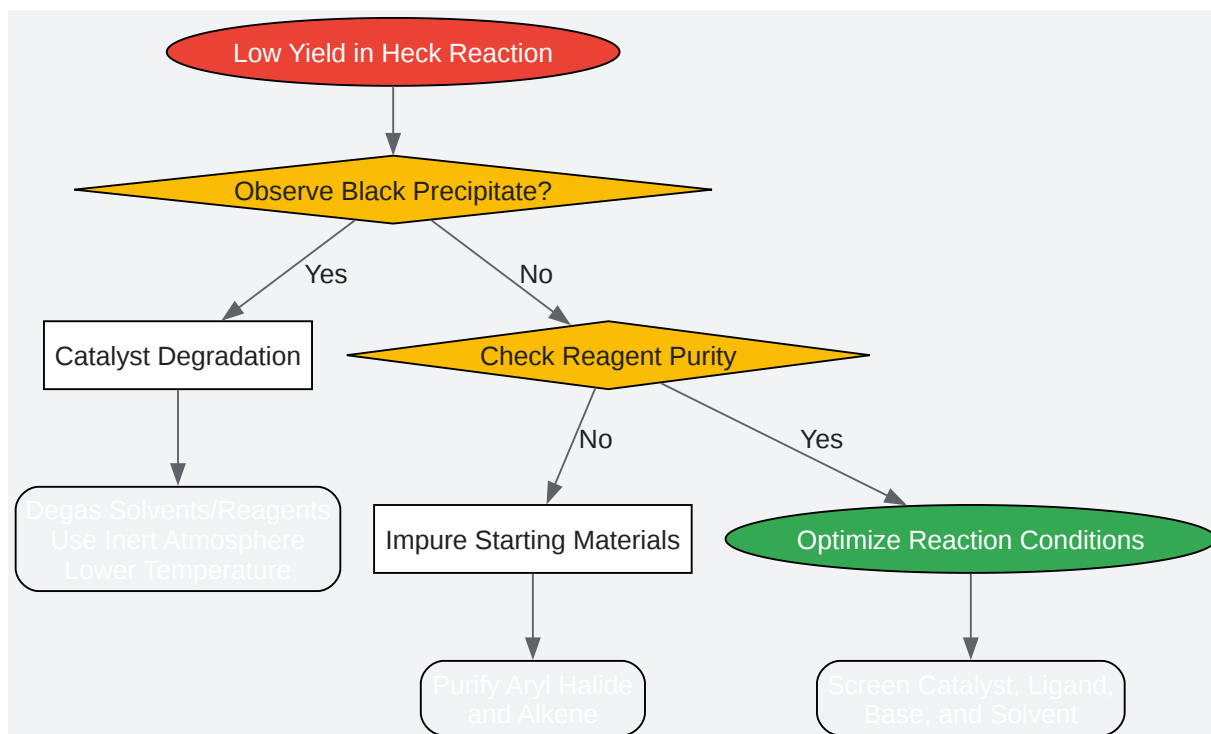 Low Yield in Heck Reaction
Observe Black Precipitate?
Yes
No
Catalyst Degradation
Check Reagent Purity
No
Yes
Degas Solvents/Reagents
Use Inert Atmosphere
Lower Temperature
Impure Starting Materials
Optimize Reaction Conditions
Purify Aryl Halide
and Alkene
Screen Catalyst, Ligand,
Base, and Solvent